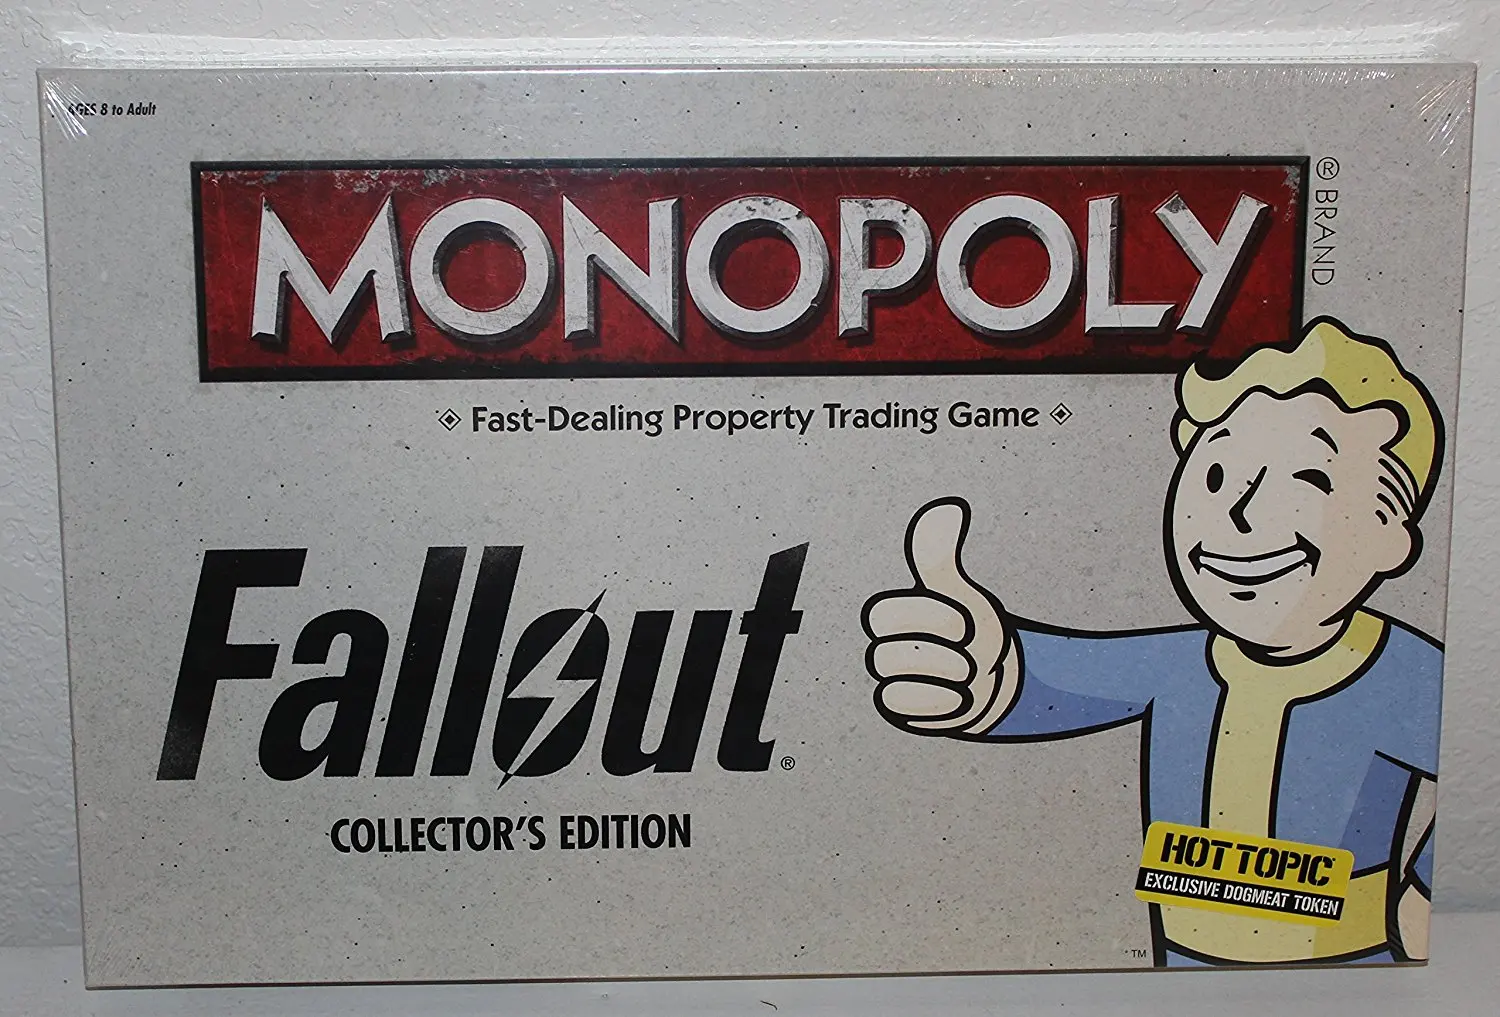 AGES 8 to Adult
MONOPOLY
® BRAND
Fast-Dealing Property Trading Game
Fallout®
COLLECTOR'S EDITION
HOT TOPIC
EXCLUSIVE DOGMEAT TOKEN
TM